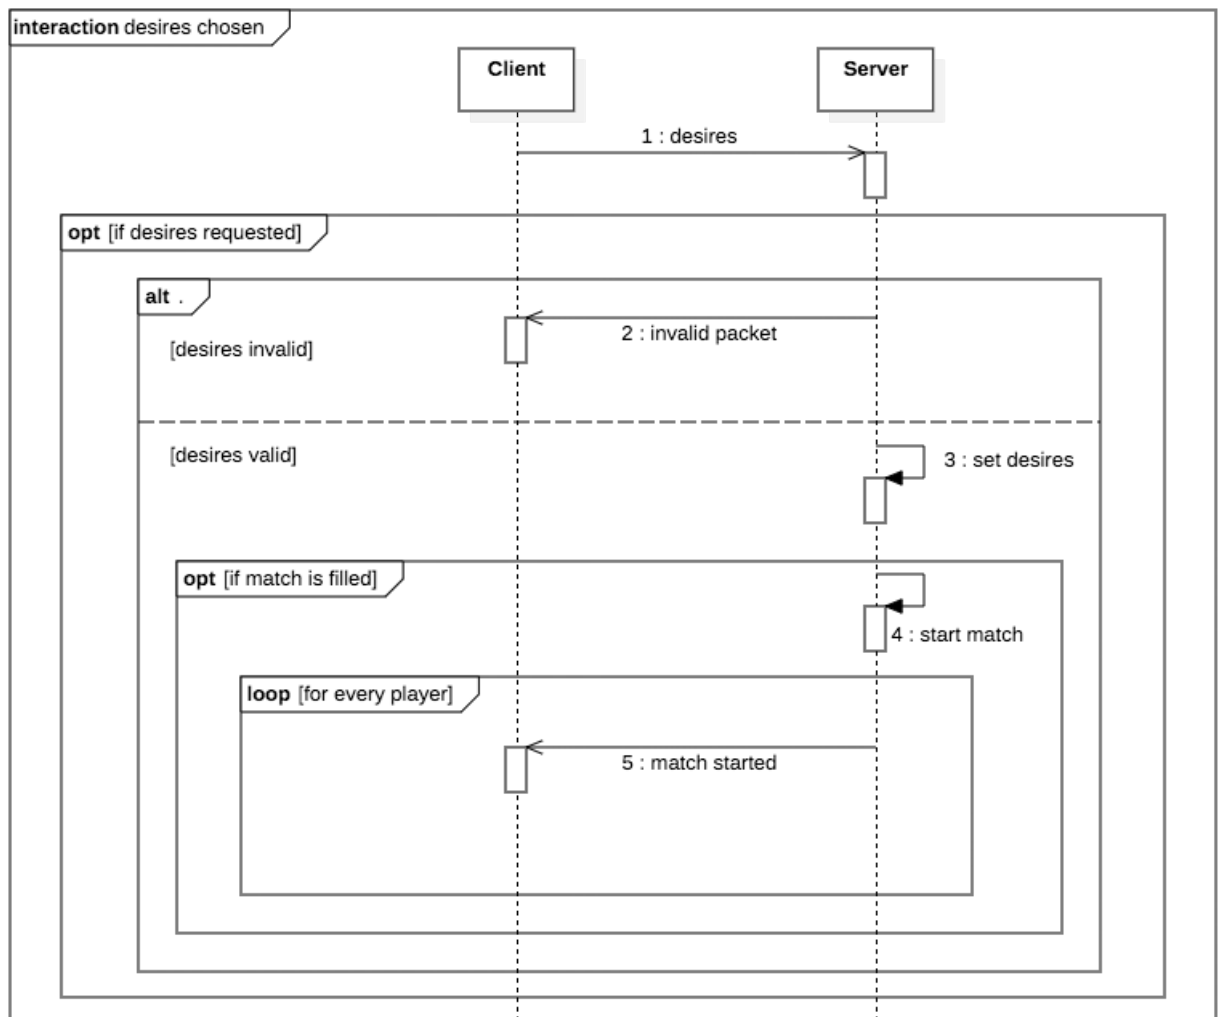 interaction desires chosen
Client
Server
1 : desires
opt [if desires requested]
alt .
2 : invalid packet
[desires invalid]
[desires valid]
3 : set desires
opt [if match is filled]
4 : start match
loop [for every player]
5 : match started